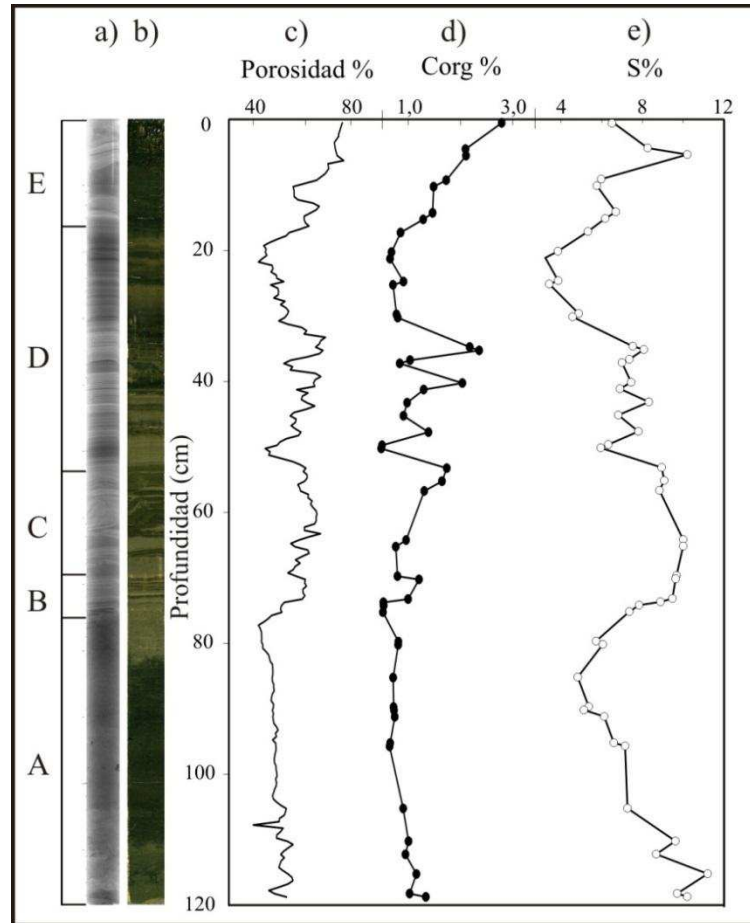 a) b) c) d) e)
Porosidad % Corg % S%
40 80 1,0 3,0 4 8 12
0
E
20
D
40
Profundidad (cm)
C
60
B
80
A
100
120